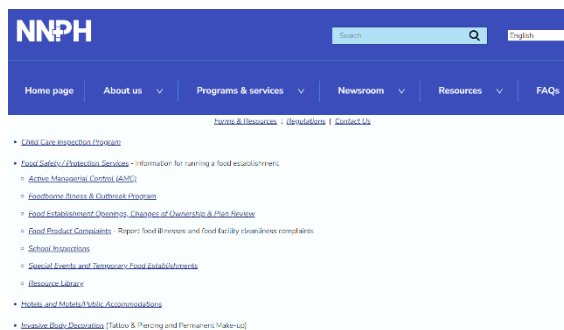 NNPH
Search
English
Home page
About us
Programs & services
Newsroom
Resources
FAQs
Forms & Resources | Regulations | Contact Us
Child Care Inspection Program
Food Safety / Protection Services - Information for running a food establishment
Active Managerial Control (AMC)
Foodborne Illness & Outbreak Program
Food Establishment Openings, Changes of Ownership & Plan Review
Food Product Complaints - Report food illnesses and food facility cleanliness complaints
School Inspections
Special Events and Temporary Food Establishments
Resource Library
Hotels and Motels/Public Accommodations
Invasive Body Decoration (Tattoo & Piercing and Permanent Make-up)